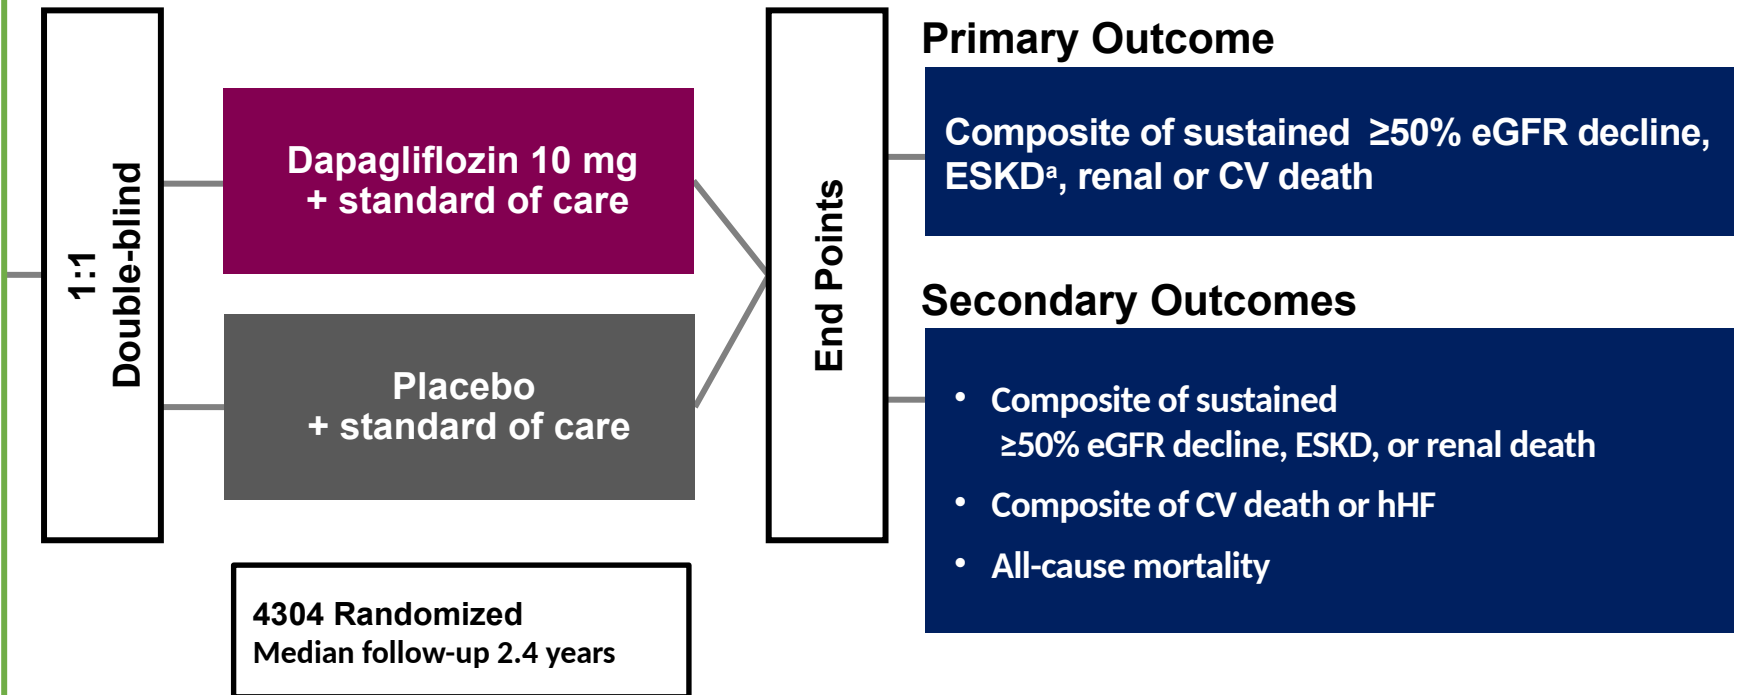 1:1
Double-blind
Dapagliflozin 10 mg
+ standard of care
Placebo
+ standard of care
4304 Randomized
Median follow-up 2.4 years
End Points
Primary Outcome
Composite of sustained ≥50% eGFR decline,
ESKDᵃ, renal or CV death
Secondary Outcomes
• Composite of sustained
≥50% eGFR decline, ESKD, or renal death
• Composite of CV death or hHF
• All-cause mortality